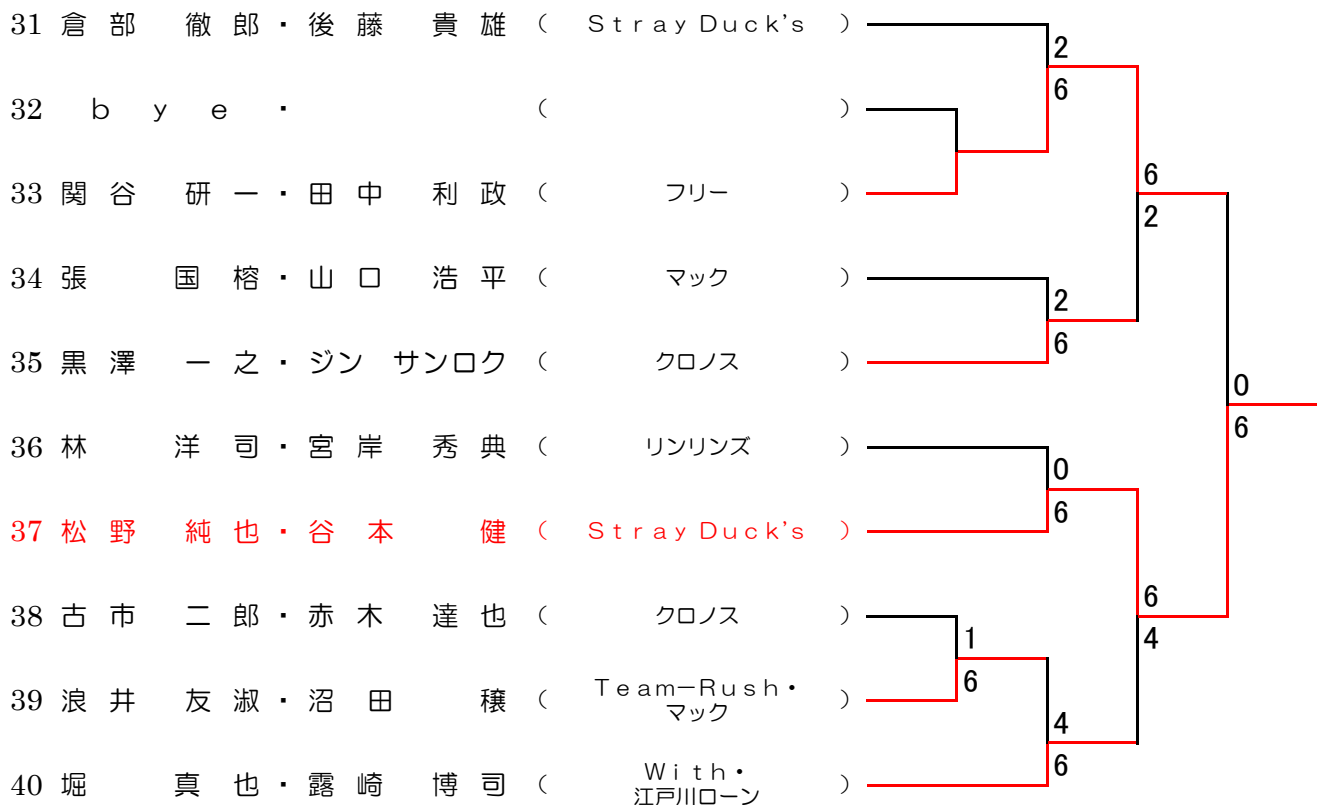 31 倉部 徹郎・後藤 貴雄 ( Stray Duck's )
2
6
32 bye・ ( )
33 関谷 研一・田中 利政 ( フリー )
6
2
34 張 国榕・山口 浩平 ( マック )
2
6
35 黒澤 一之・ジン サンロク ( クロノス )
0
6
36 林 洋司・宮岸 秀典 ( リンリンズ )
0
6
37 松野 純也・谷本 健 ( Stray Duck's )
38 古市 二郎・赤木 達也 ( クロノス )
6
4
1
6
39 浪井 友淑・沼田 穣 ( Team-Rush・
マック )
4
6
40 堀 真也・露崎 博司 ( With・
江戸川ローン )